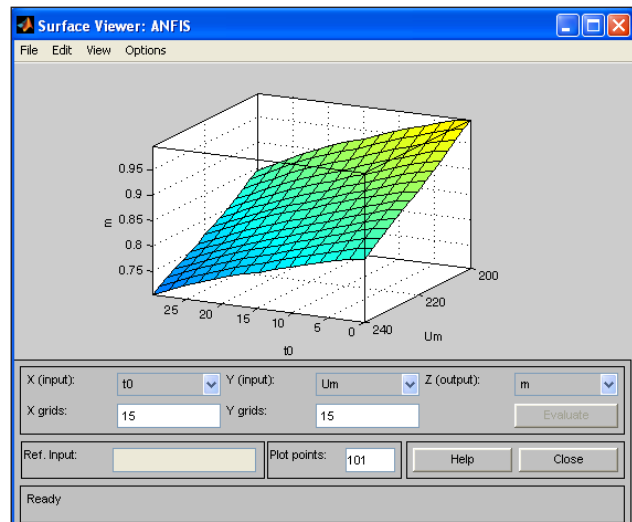 Surface Viewer: ANFIS
File Edit View Options
0.95
0.9
0.85
0.8
0.75
m
25 20 15 10 5 0
t0
240 220 200
Um
X (input): t0 Y (input): Um Z (output): m
X grids: 15 Y grids: 15 Evaluate
Ref. Input: Plot points: 101 Help Close
Ready